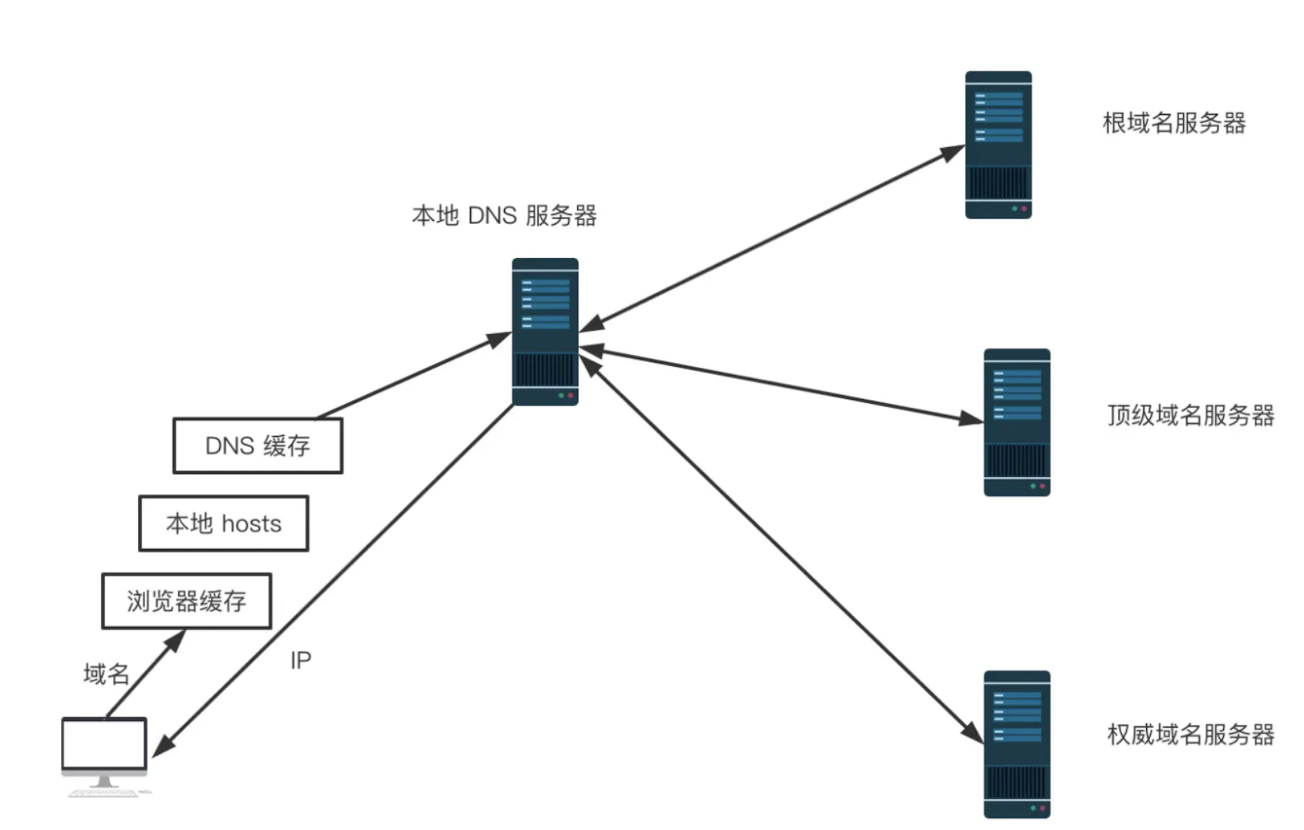 根域名服务器
本地 DNS 服务器
顶级域名服务器
DNS 缓存
本地 hosts
浏览器缓存
域名
IP
权威域名服务器